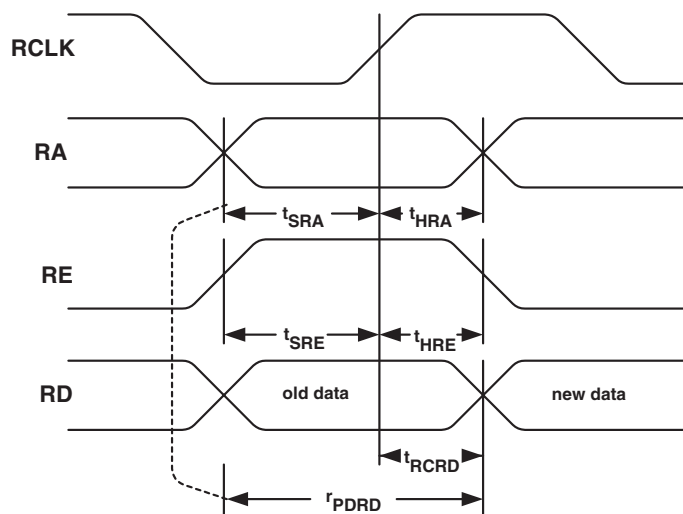 RCLK
RA
tSRA tHRA
RE
tSRE tHRE
RD old data new data
tRCRD
rPDRD